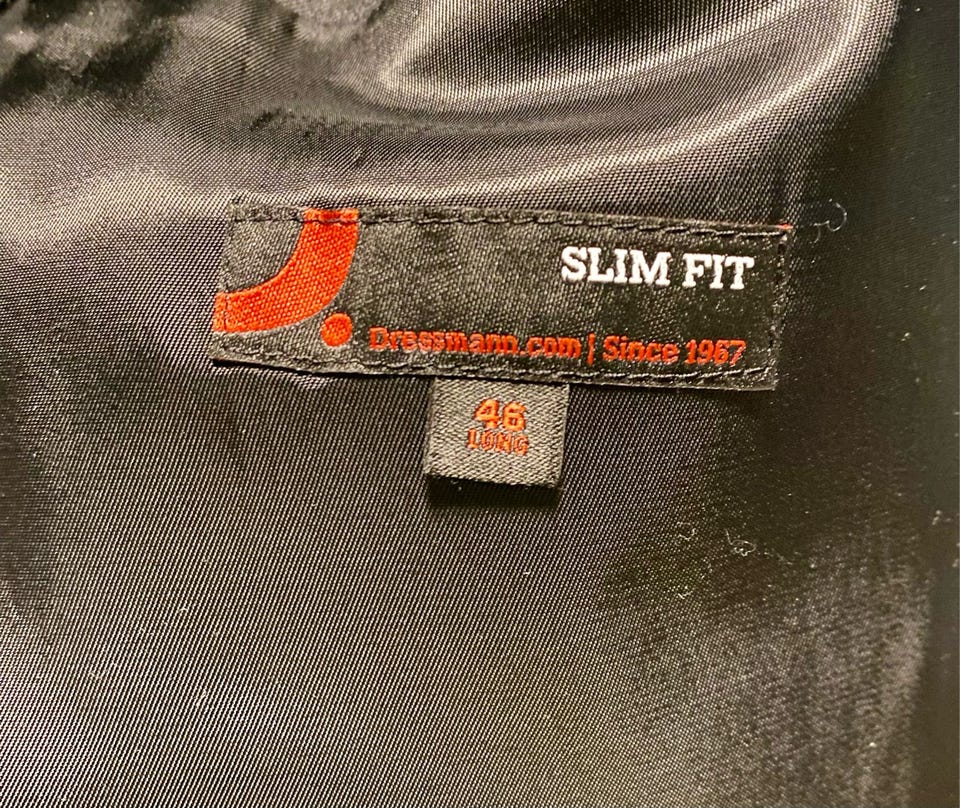 SLIM FIT
Dressmann.com | Since 1967
46
LONG